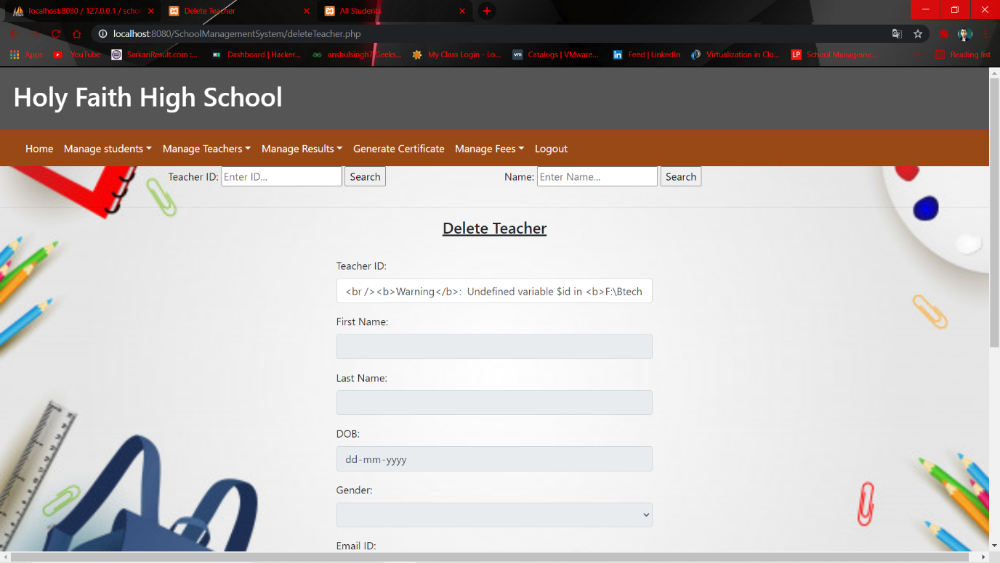 localhost:8080 / 127.0.0.1 / schoo
Delete Teacher
All Students
localhost:8080/SchoolManagementSystem/deleteTeacher.php
Apps
YouTube
SarkariResult.com :...
Dashboard | Hacker...
anshulsingh7 | Geeks...
My Class Login - Lo...
vm
Catalogs | VMware...
in
Feed | LinkedIn
Virtualization in Clo...
LP
School Manageme...
Reading list
Holy Faith High School
Home Manage students Manage Teachers Manage Results Generate Certificate Manage Fees Logout
Teacher ID: Enter ID... Search Name: Enter Name... Search
Delete Teacher
Teacher ID:
<br /><b>Warning</b>: Undefined variable $id in <b>F:\Btech
First Name:
Last Name:
DOB:
dd-mm-yyyy
Gender:
Email ID: